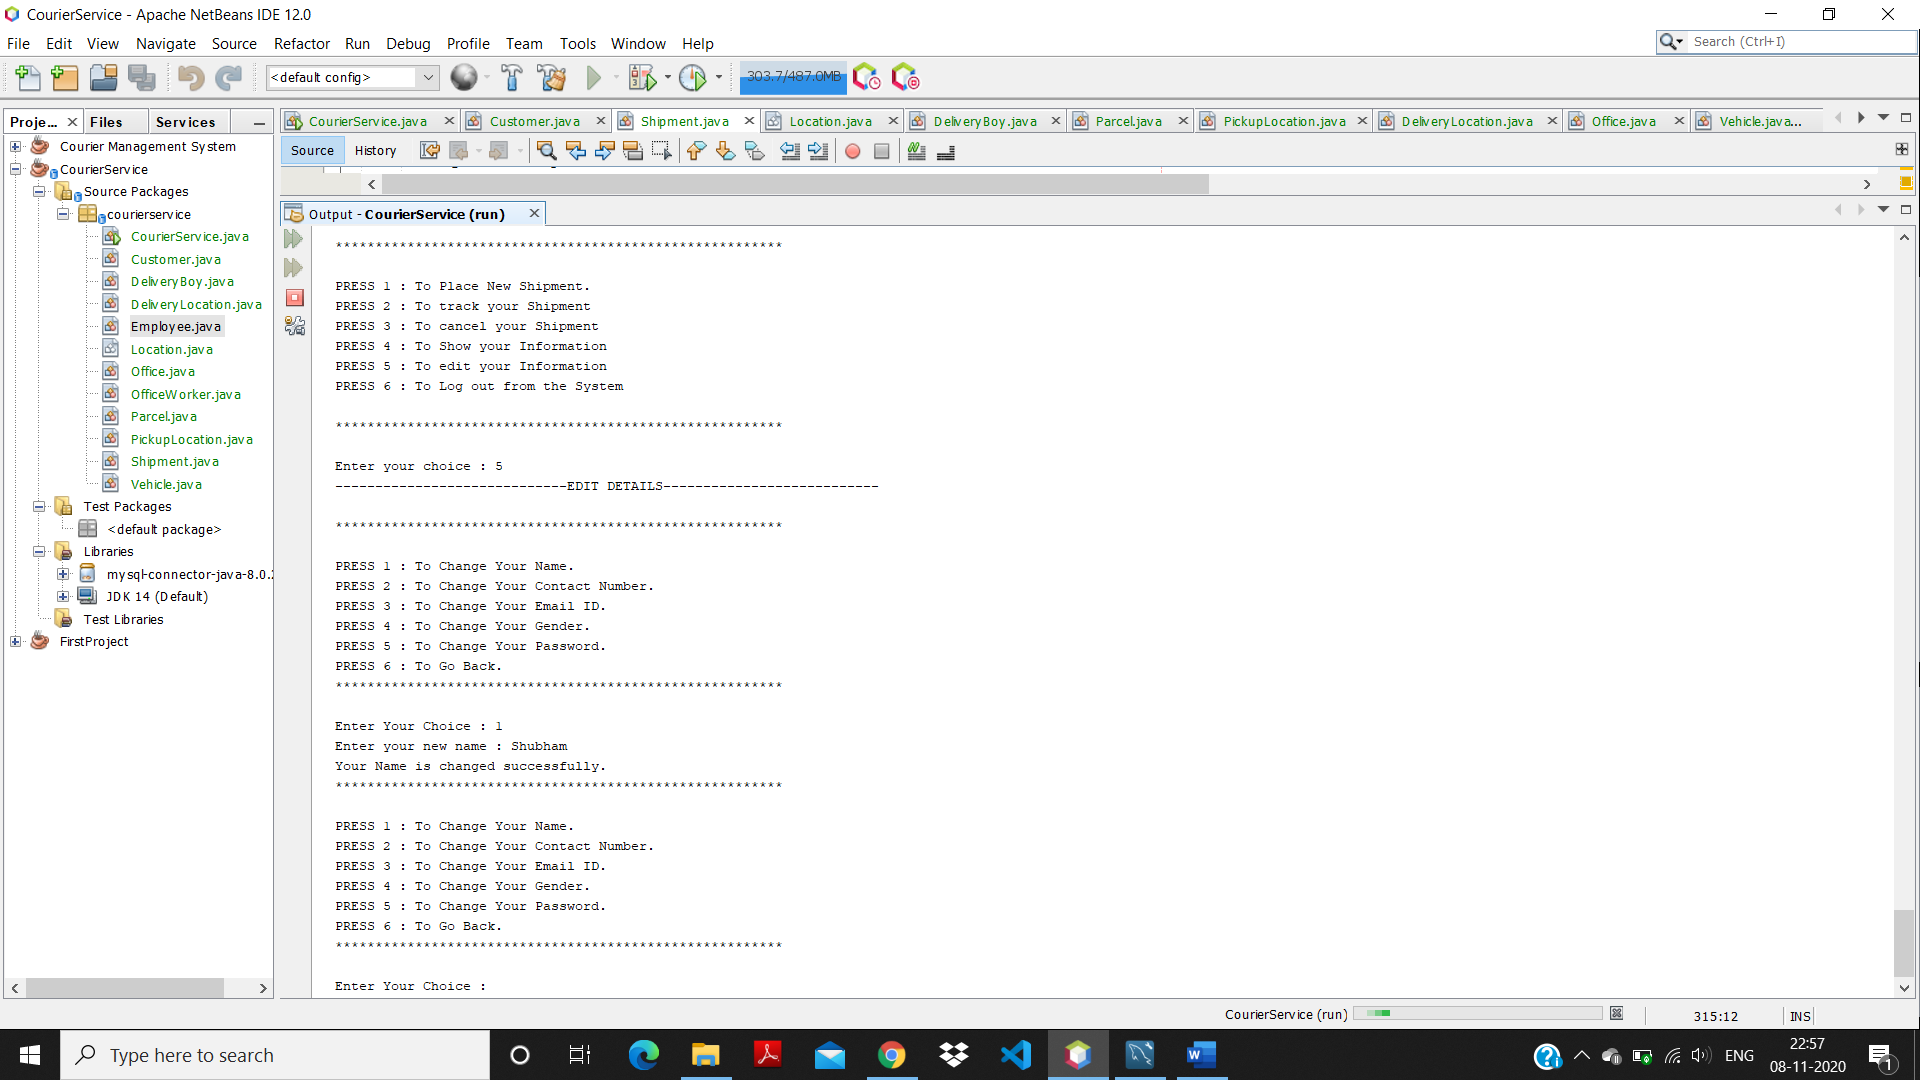 CourierService - Apache NetBeans IDE 12.0
File Edit View Navigate Source Refactor Run Debug Profile Team Tools Window Help
Search (Ctrl+I)
<default config>
303.7/487.0MB
Proje... Files Services
CourierService.java Customer.java Shipment.java Location.java DeliveryBoy.java Parcel.java PickupLocation.java DeliveryLocation.java Office.java Vehicle.java...
Source History
Courier Management System
CourierService
Source Packages
courierservice
CourierService.java
Customer.java
DeliveryBoy.java
DeliveryLocation.java
Employee.java
Location.java
Office.java
OfficeWorker.java
Parcel.java
PickupLocation.java
Shipment.java
Vehicle.java
Test Packages
<default package>
Libraries
mysql-connector-java-8.0.
JDK 14 (Default)
Test Libraries
FirstProject
Output - CourierService (run)
********************************************************
PRESS 1 : To Place New Shipment.
PRESS 2 : To track your Shipment
PRESS 3 : To cancel your Shipment
PRESS 4 : To Show your Information
PRESS 5 : To edit your Information
PRESS 6 : To Log out from the System
********************************************************
Enter your choice : 5
-----------------------------EDIT DETAILS---------------------------
********************************************************
PRESS 1 : To Change Your Name.
PRESS 2 : To Change Your Contact Number.
PRESS 3 : To Change Your Email ID.
PRESS 4 : To Change Your Gender.
PRESS 5 : To Change Your Password.
PRESS 6 : To Go Back.
********************************************************
Enter Your Choice : 1
Enter your new name : Shubham
Your Name is changed successfully.
********************************************************
PRESS 1 : To Change Your Name.
PRESS 2 : To Change Your Contact Number.
PRESS 3 : To Change Your Email ID.
PRESS 4 : To Change Your Gender.
PRESS 5 : To Change Your Password.
PRESS 6 : To Go Back.
********************************************************
Enter Your Choice :
CourierService (run)
315:12
INS
Type here to search
ENG
22:57
08-11-2020
1